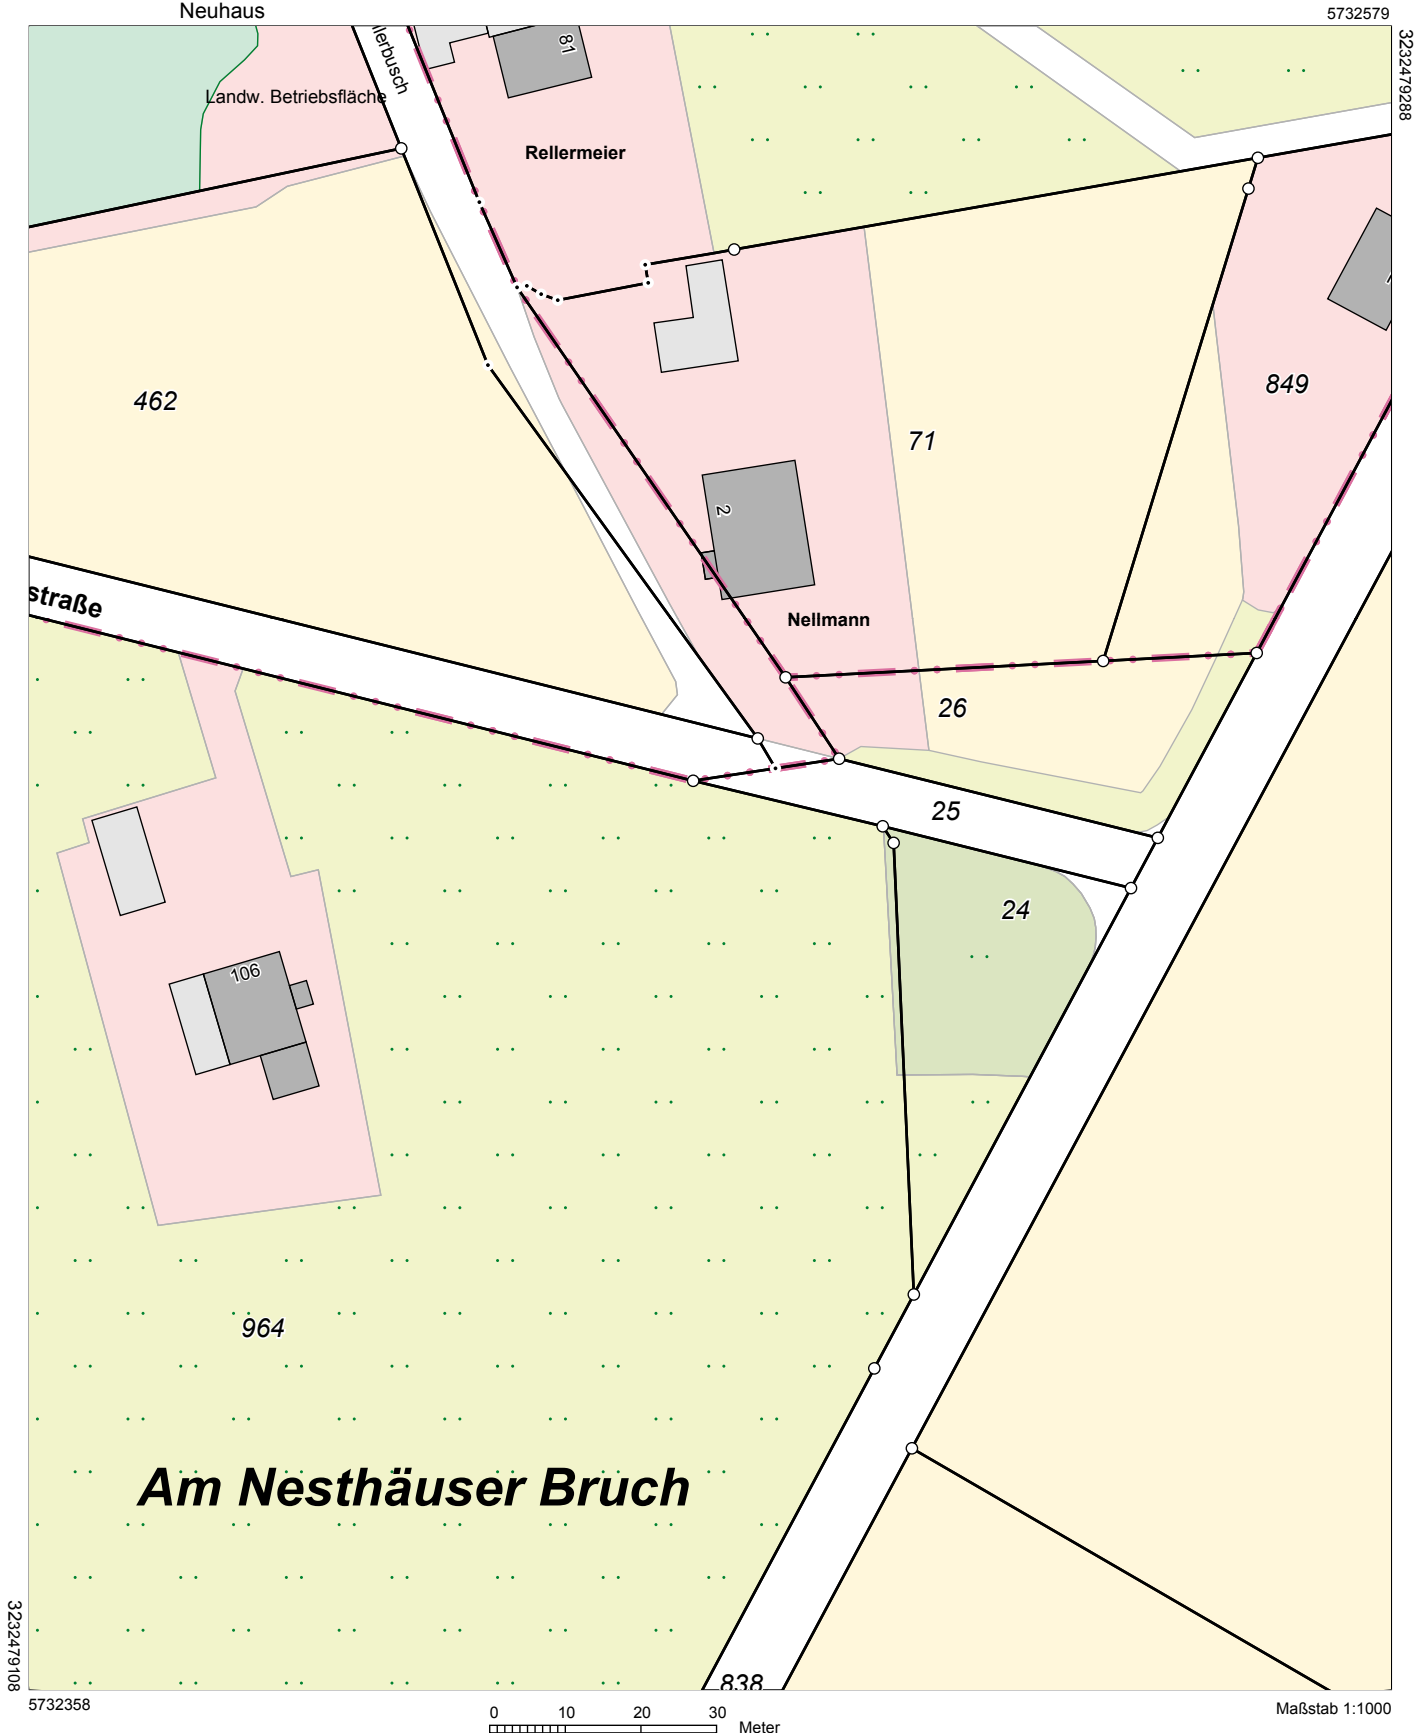 Neuhaus
5732579
3232479288
llerbusch
81
Landw. Betriebsfläche
Rellermeier
462
849
71
2
straße
Nellmann
26
25
24
106
964
Am Nesthäuser Bruch
838
3232479108
5732358
0 10 20 30
Meter
Maßstab 1:1000